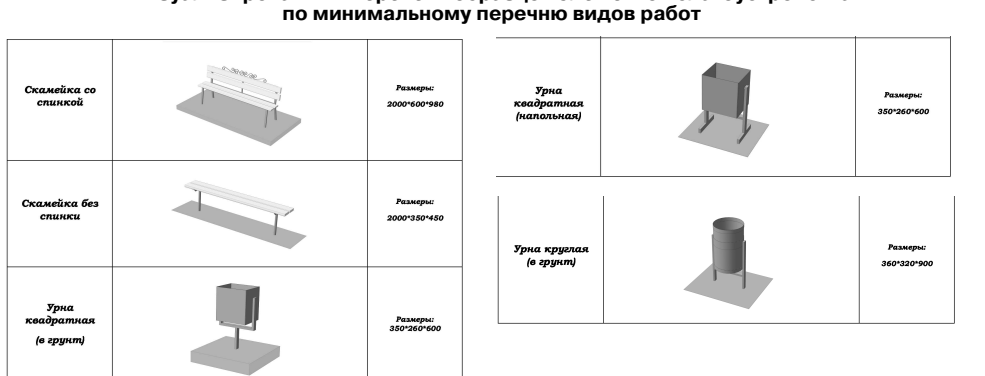 по минимальному перечню видов работ
Скамейка со
спинкой
Размеры:
2000*600*980
Скамейка без
спинки
Размеры:
2000*350*450
Урна
квадратная
(в грунт)
Размеры:
350*260*600
Урна
квадратная
(напольная)
Размеры:
350*260*600
Урна круглая
(в грунт)
Размеры:
360*320*900